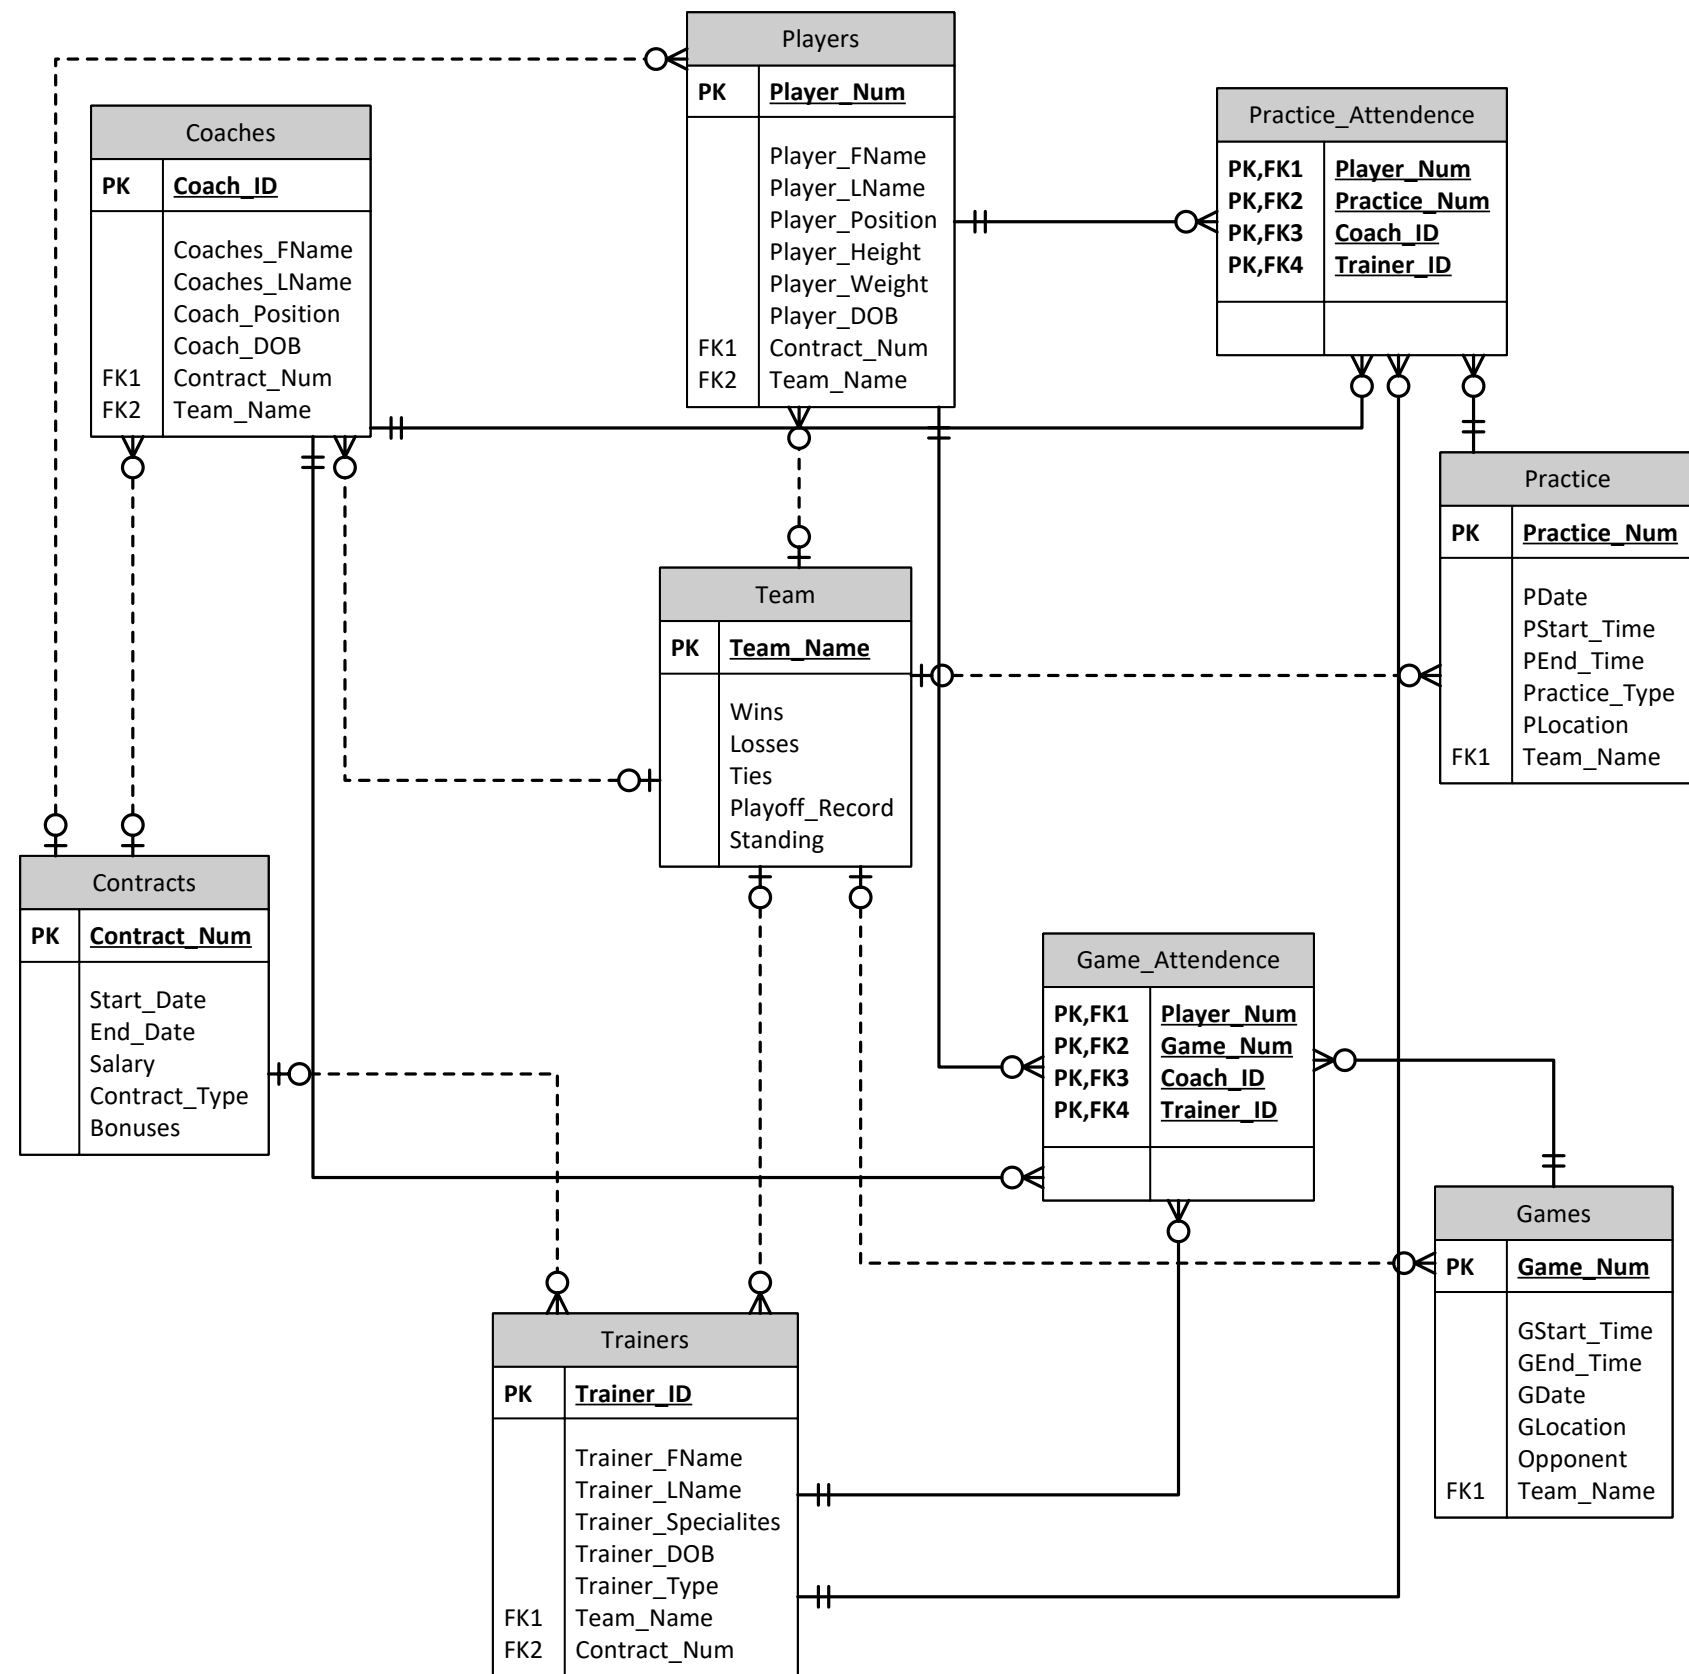 Players
PK Player_Num
Player_FName
Player_LName
Player_Position
Player_Height
Player_Weight
Player_DOB
FK1 Contract_Num
FK2 Team_Name
Coaches
PK Coach_ID
Coaches_FName
Coaches_LName
Coach_Position
Coach_DOB
FK1 Contract_Num
FK2 Team_Name
Practice_Attendence
PK,FK1 Player_Num
PK,FK2 Practice_Num
PK,FK3 Coach_ID
PK,FK4 Trainer_ID
Practice
PK Practice_Num
PDate
PStart_Time
PEnd_Time
Practice_Type
PLocation
FK1 Team_Name
Team
PK Team_Name
Wins
Losses
Ties
Playoff_Record
Standing
Contracts
PK Contract_Num
Start_Date
End_Date
Salary
Contract_Type
Bonuses
Game_Attendence
PK,FK1 Player_Num
PK,FK2 Game_Num
PK,FK3 Coach_ID
PK,FK4 Trainer_ID
Games
PK Game_Num
GStart_Time
GEnd_Time
GDate
GLocation
Opponent
FK1 Team_Name
Trainers
PK Trainer_ID
Trainer_FName
Trainer_LName
Trainer_Specialites
Trainer_DOB
Trainer_Type
FK1 Team_Name
FK2 Contract_Num